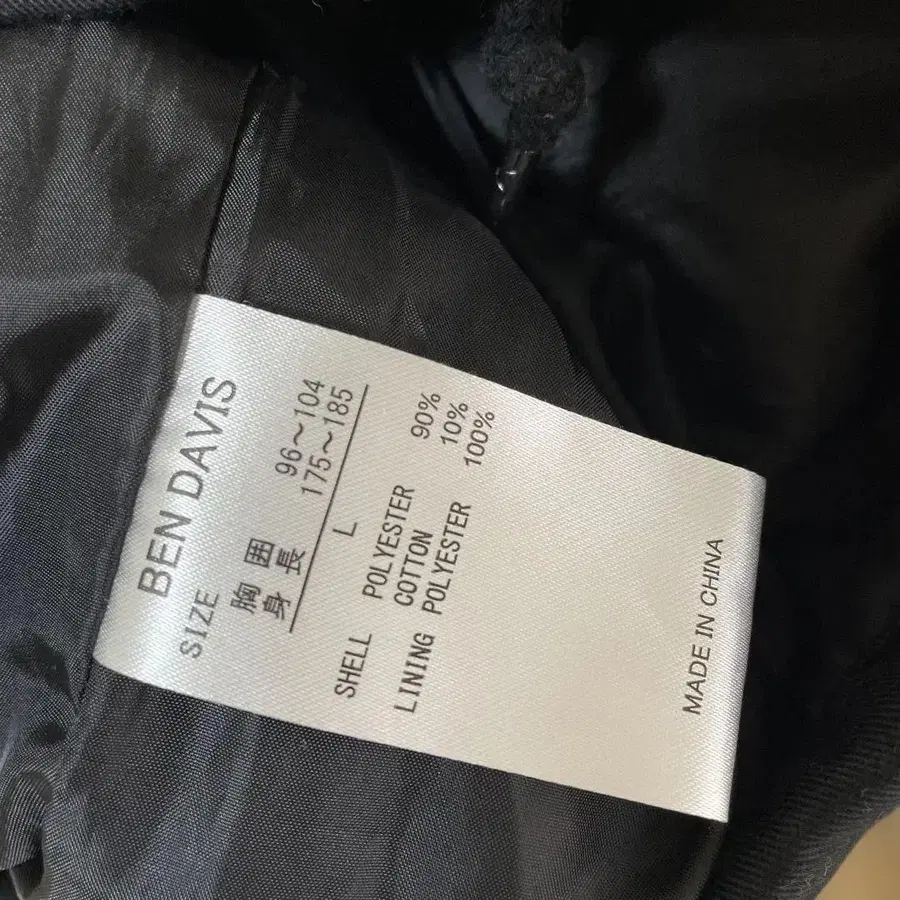 BEN DAVIS
SIZE
胸囲 96～104
身長 175～185
L
SHELL POLYESTER 90%
COTTON 10%
LINING POLYESTER 100%
MADE IN CHINA